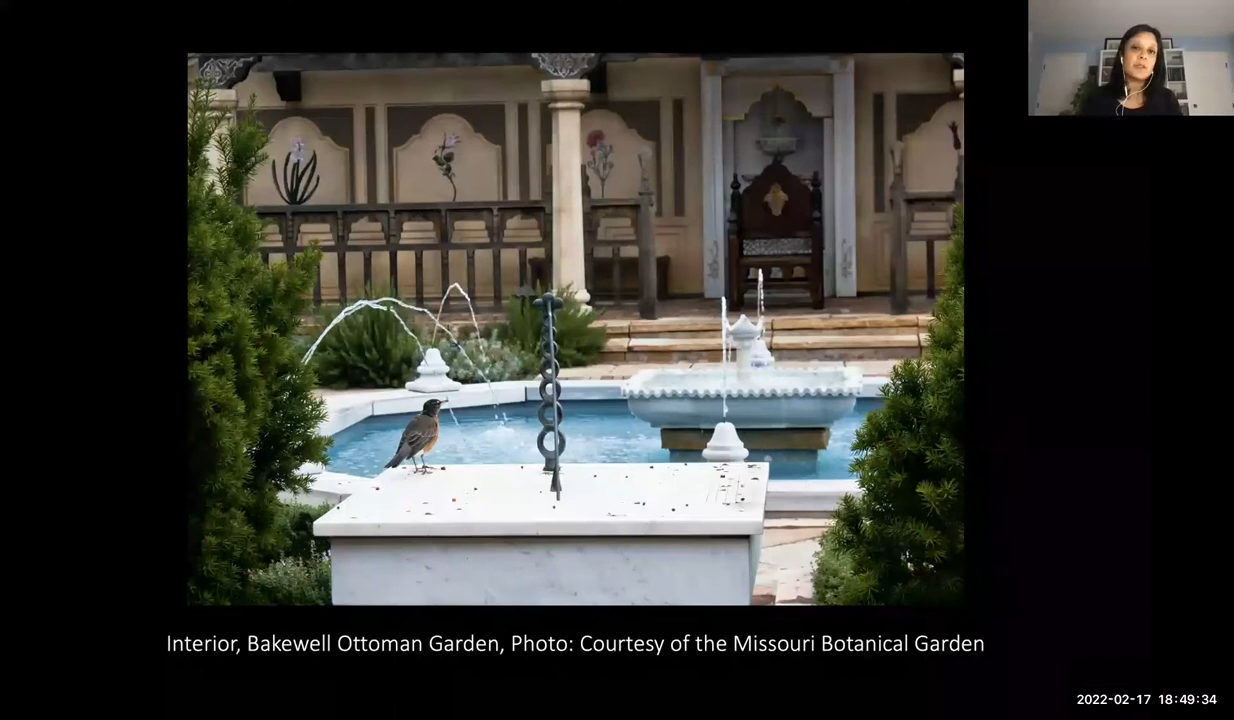 Interior, Bakewell Ottoman Garden, Photo: Courtesy of the Missouri Botanical Garden
2022-02-17 18:49:34